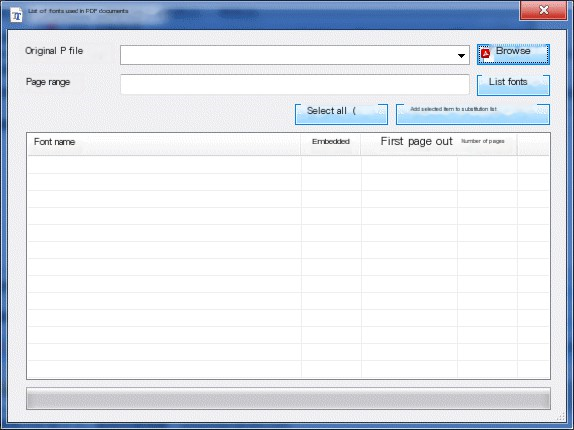 List of fonts used in PDF documents
Original P file
Browse
Page range
List fonts
Select all (
Add selected item to substitution list
Font name Embedded First page out Number of pages